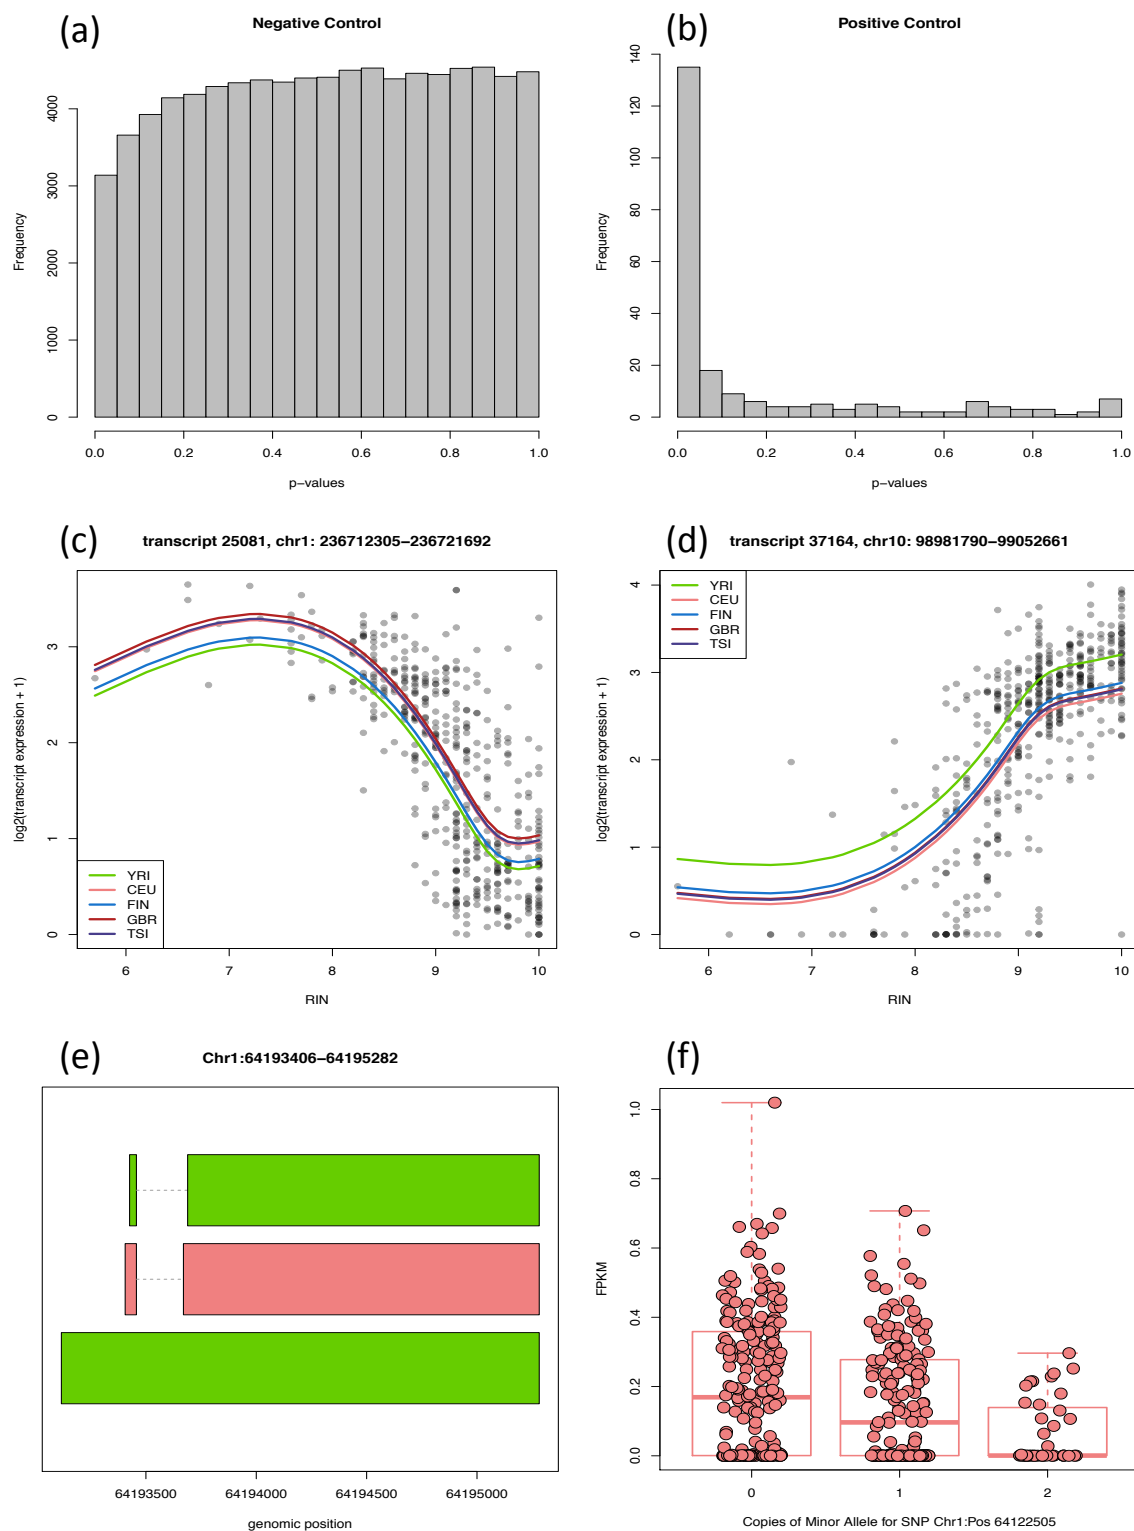 (a) Negative Control
Frequency
0 1000 2000 3000 4000
0.0 0.2 0.4 0.6 0.8 1.0
p−values
(b) Positive Control
Frequency
0 20 40 60 80 100 120 140
0.0 0.2 0.4 0.6 0.8 1.0
p−values
(c) transcript 25081, chr1: 236712305−236721692
log2(transcript expression + 1)
0 1 2 3
YRI
CEU
FIN
GBR
TSI
6 7 8 9 10
RIN
(d) transcript 37164, chr10: 98981790−99052661
log2(transcript expression + 1)
0 1 2 3 4
YRI
CEU
FIN
GBR
TSI
6 7 8 9 10
RIN
(e) Chr1:64193406−64195282
64193500 64194000 64194500 64195000
genomic position
(f)
FPKM
0.0 0.2 0.4 0.6 0.8 1.0
0 1 2
Copies of Minor Allele for SNP Chr1:Pos 64122505